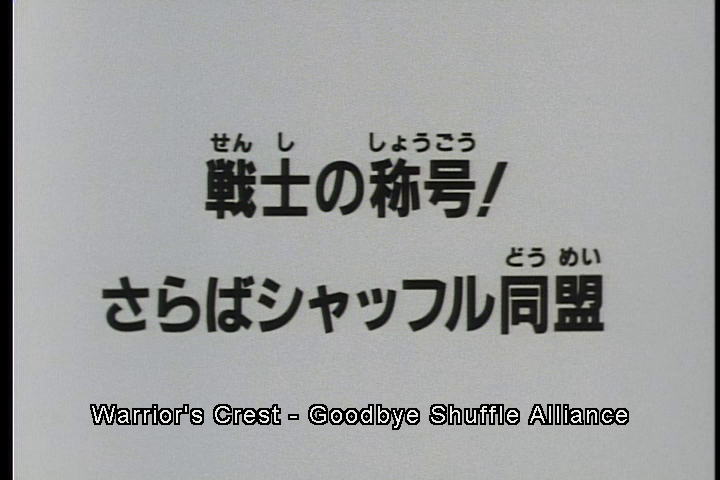 せんし しょうごう
戦士の称号!
どうめい
さらばシャッフル同盟
Warrior's Crest - Goodbye Shuffle Alliance